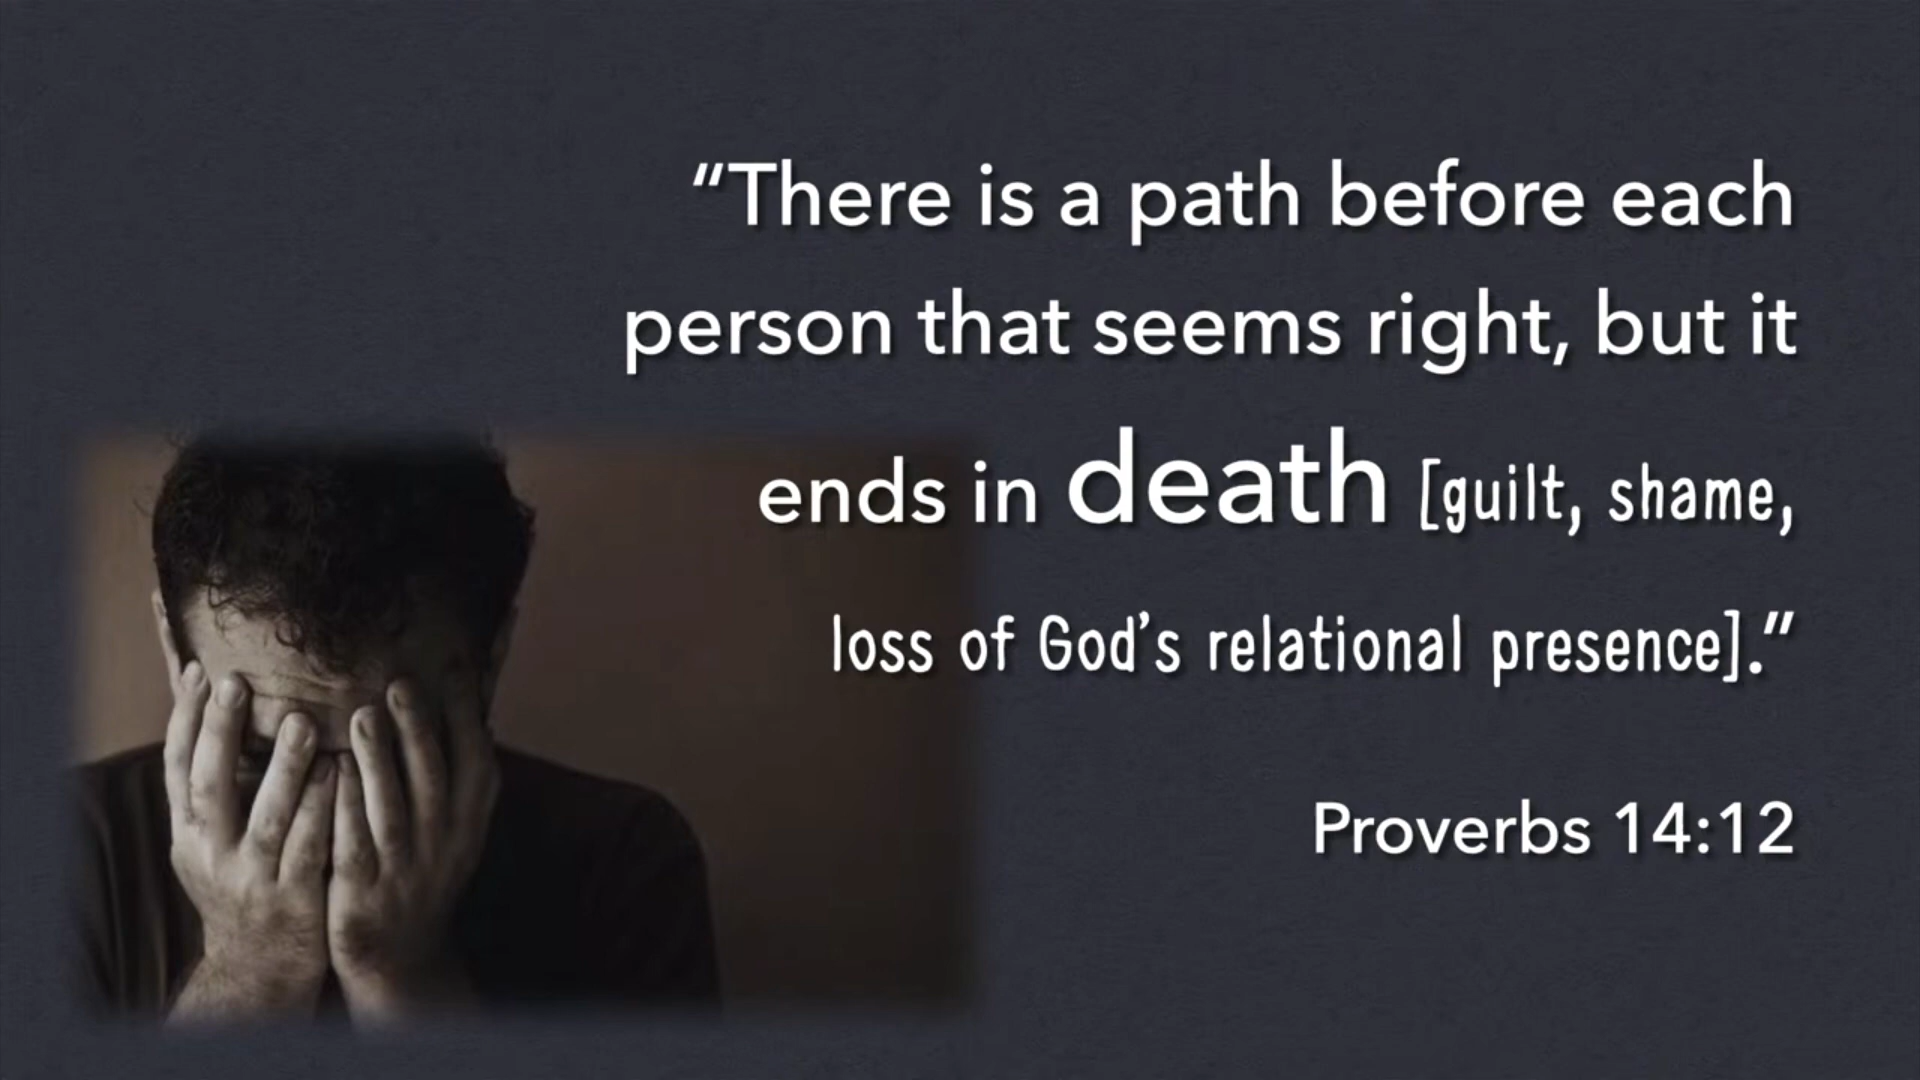 “There is a path before each
person that seems right, but it
ends in death [guilt, shame,
loss of God’s relational presence].”
Proverbs 14:12